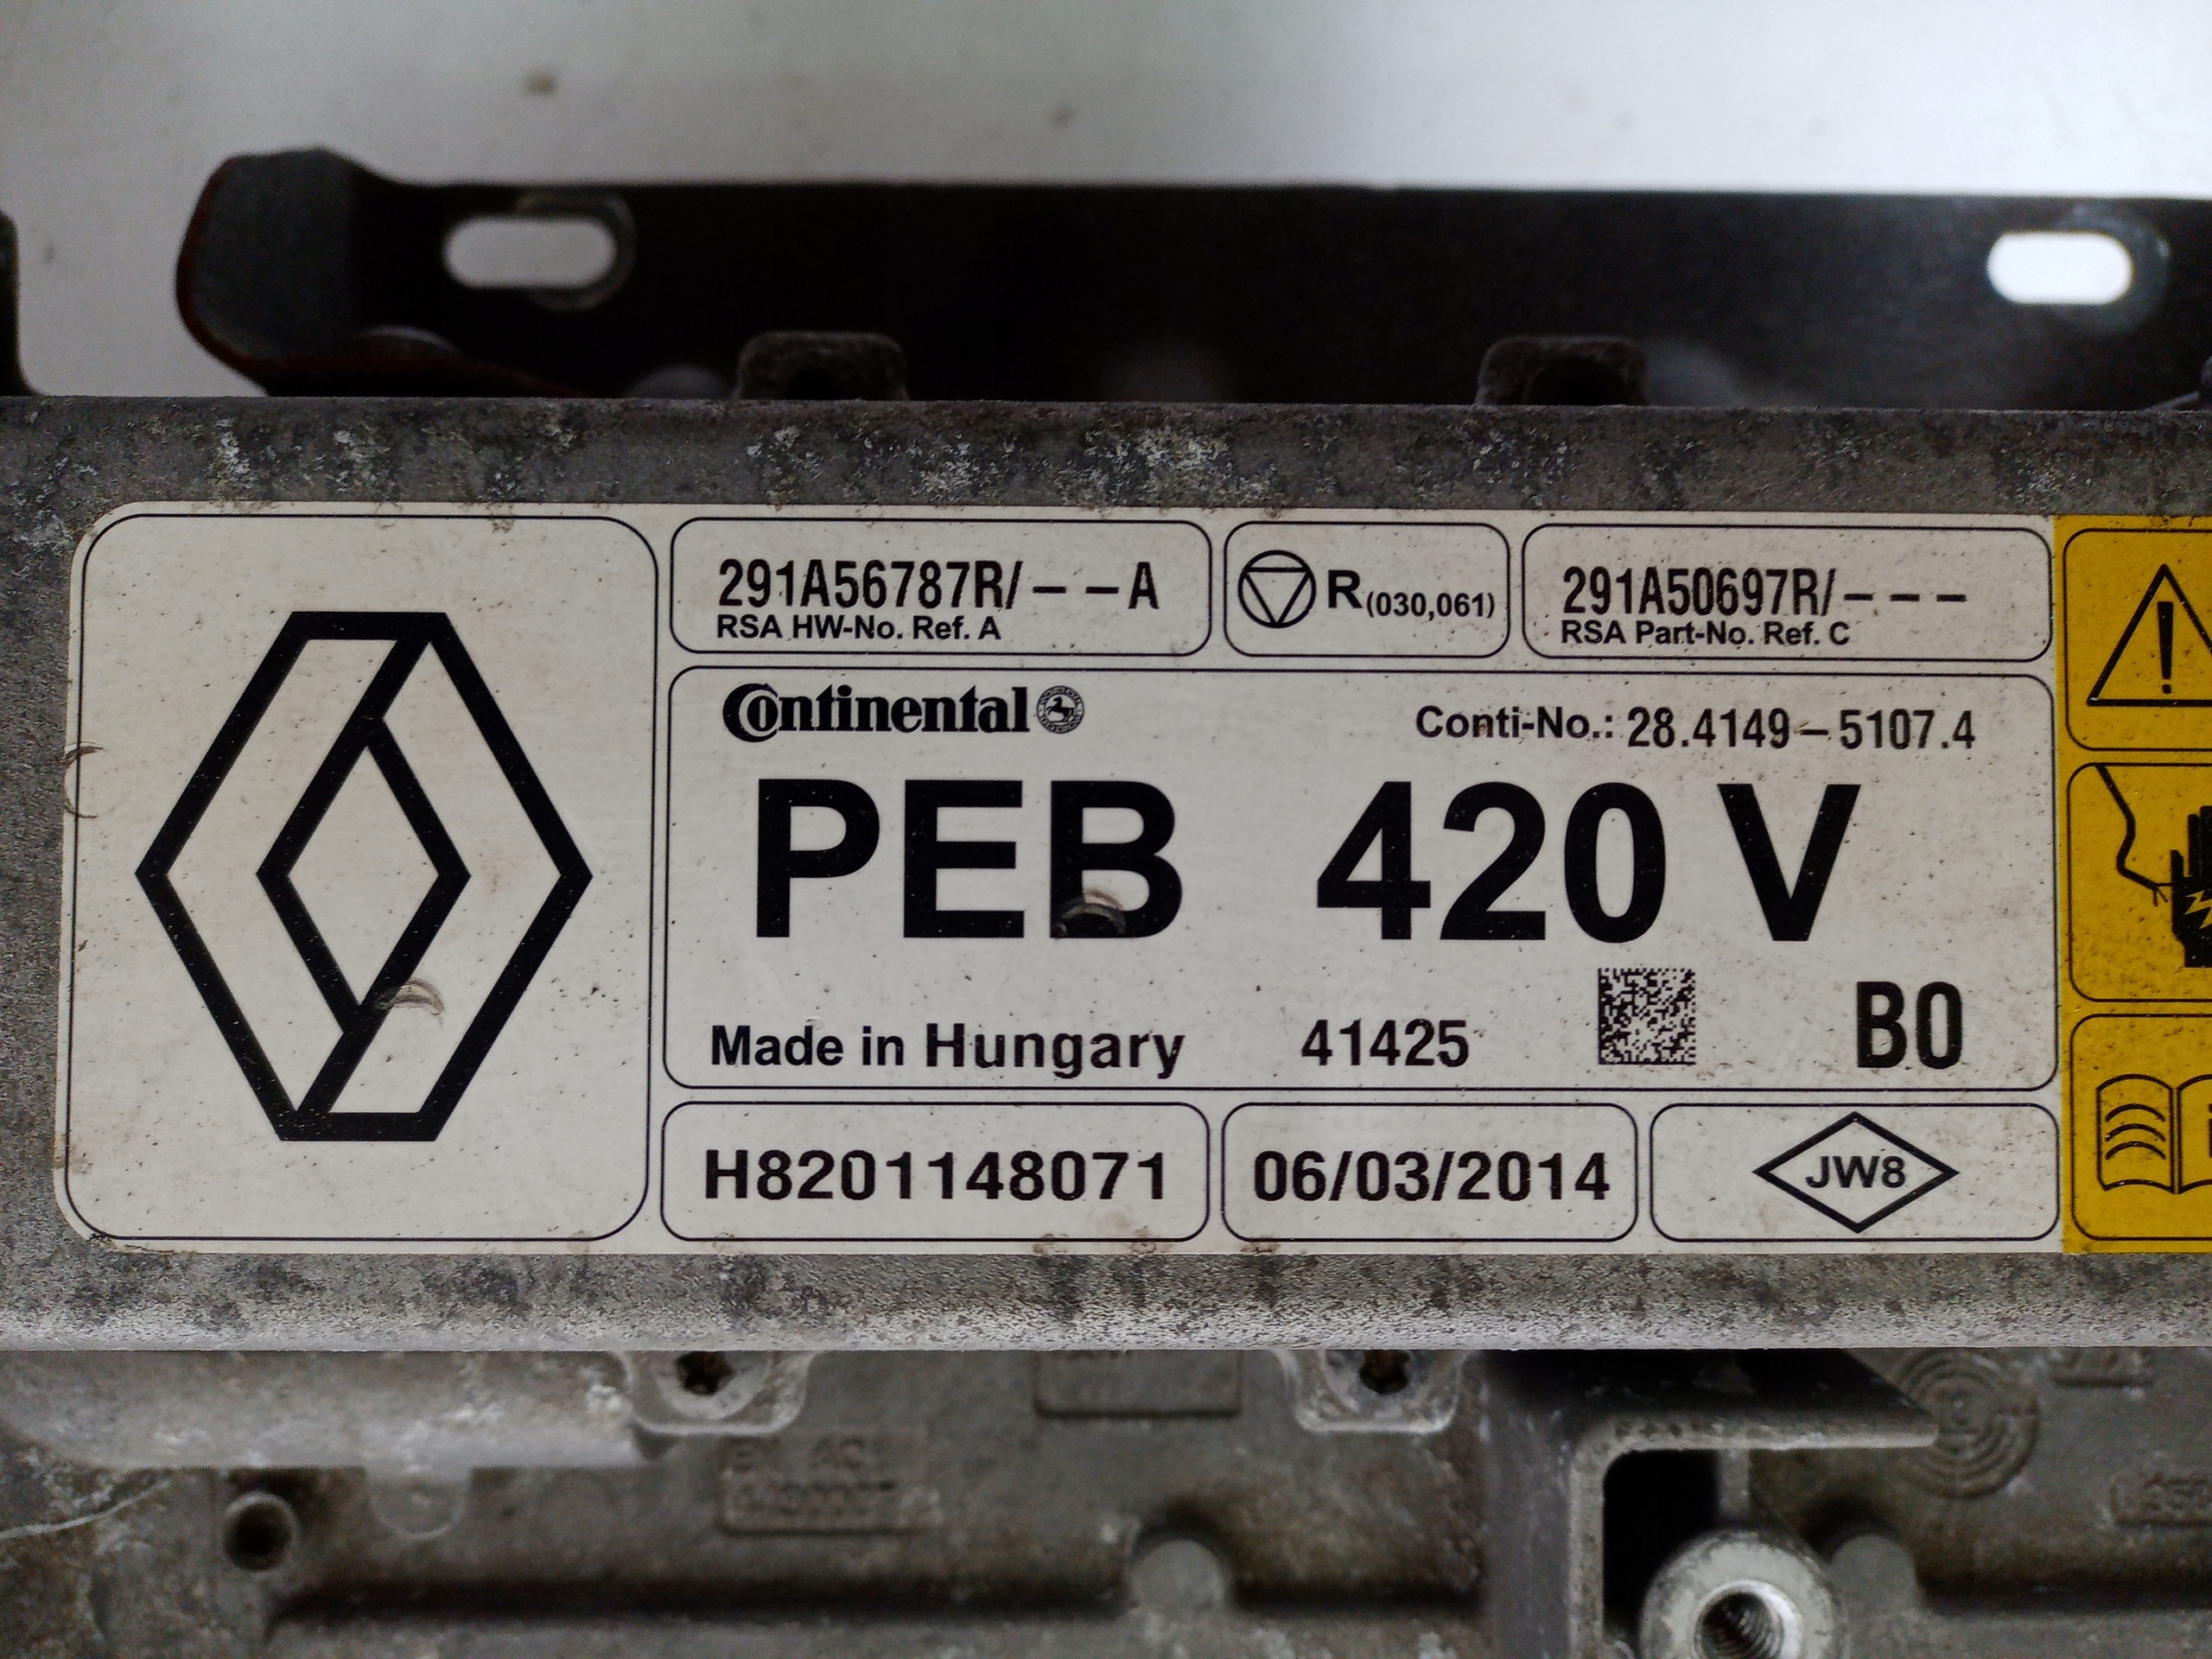 291A56787R/---A
RSA HW-No. Ref. A
R(030,061)
291A50697R/---
RSA Part-No. Ref. C
Continental
Conti-No.: 28.4149-5107.4
PEB 420 V
Made in Hungary 41425 B0
H8201148071
06/03/2014
JW8